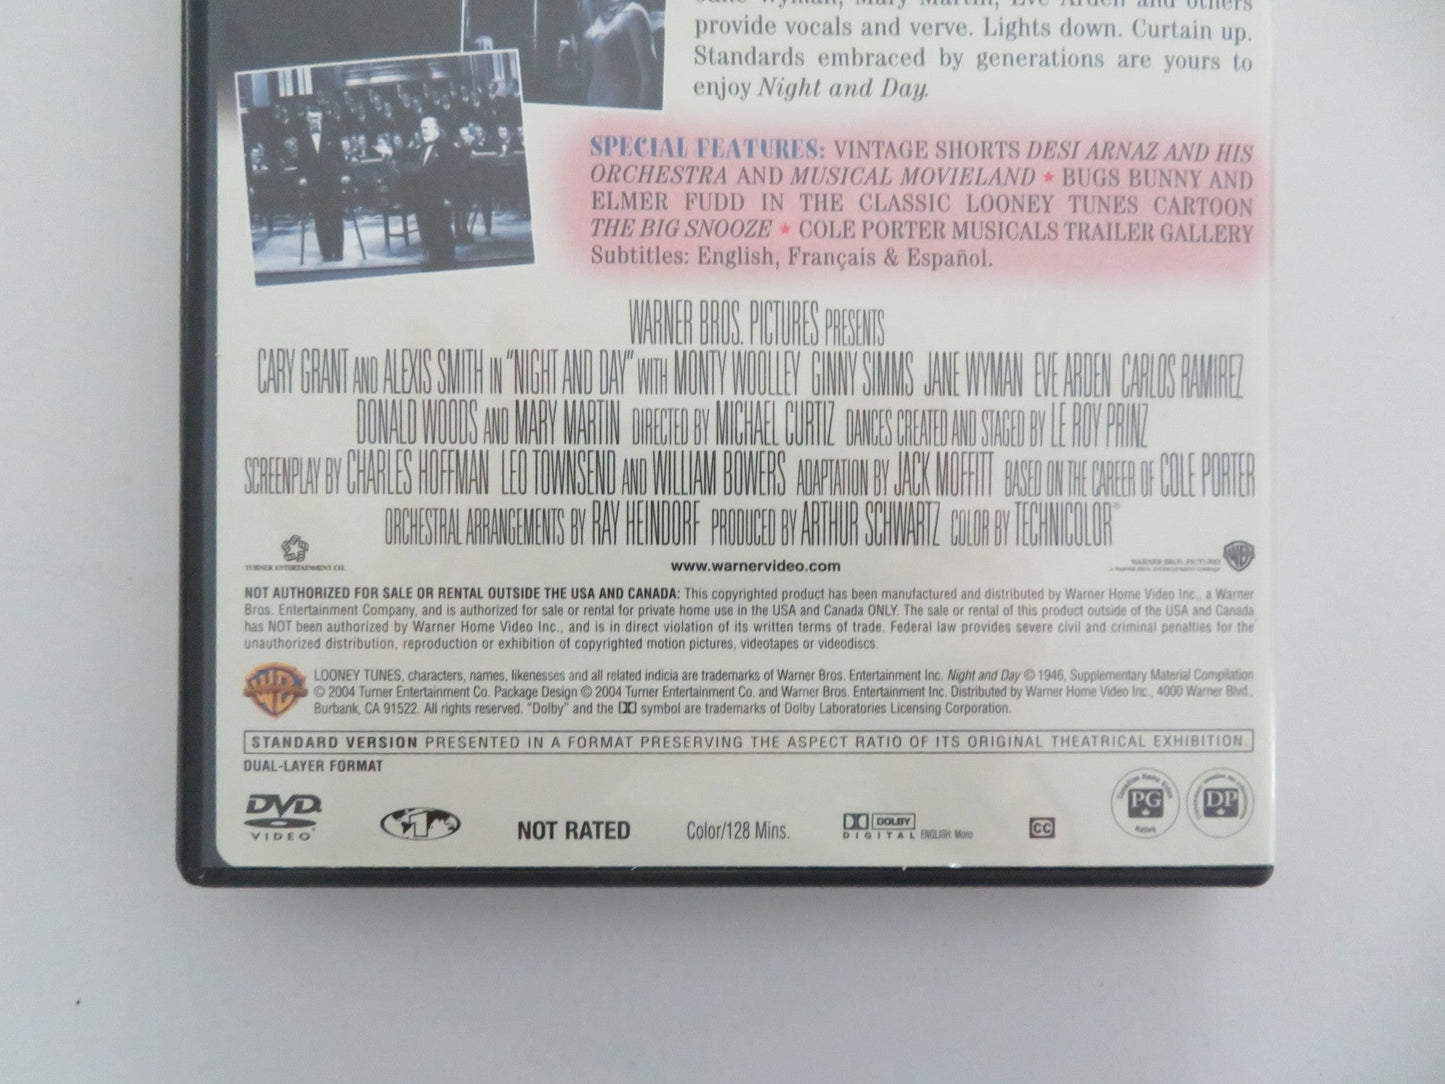 Jane Wyman, Mary Martin, Eve Arden and others
provide vocals and verve. Lights down. Curtain up.
Standards embraced by generations are yours to
enjoy Night and Day.
SPECIAL FEATURES: VINTAGE SHORTS DESI ARNAZ AND HIS
ORCHESTRA AND MUSICAL MOVIELAND ★ BUGS BUNNY AND
ELMER FUDD IN THE CLASSIC LOONEY TUNES CARTOON
THE BIG SNOOZE ★ COLE PORTER MUSICALS TRAILER GALLERY
Subtitles: English, Français & Español.
WARNER BROS. PICTURES PRESENTS
CARY GRANT AND ALEXIS SMITH IN "NIGHT AND DAY" WITH MONTY WOOLLEY GINNY SIMMS JANE WYMAN EVE ARDEN CARLOS RAMIREZ
DONALD WOODS AND MARY MARTIN DIRECTED BY MICHAEL CURTIZ DANCES CREATED AND STAGED BY LE ROY PRINZ
SCREENPLAY BY CHARLES HOFFMAN LEO TOWNSEND AND WILLIAM BOWERS ADAPTATION BY JACK MOFFITT BASED ON THE CAREER OF COLE PORTER
ORCHESTRAL ARRANGEMENTS BY RAY HEINDORF PRODUCED BY ARTHUR SCHWARTZ COLOR BY TECHNICOLOR®
TURNER ENTERTAINMENT CO.
www.warnervideo.com
WARNER BROS. PICTURES
A WARNER BROS. ENTERTAINMENT COMPANY
NOT AUTHORIZED FOR SALE OR RENTAL OUTSIDE THE USA AND CANADA: This copyrighted product has been manufactured and distributed by Warner Home Video Inc., a Warner
Bros. Entertainment Company, and is authorized for sale or rental for private home use in the USA and Canada ONLY. The sale or rental of this product outside of the USA and Canada
has NOT been authorized by Warner Home Video Inc., and is in direct violation of its written terms of trade. Federal law provides severe civil and criminal penalties for the
unauthorized distribution, reproduction or exhibition of copyrighted motion pictures, videotapes or videodiscs.
WB
LOONEY TUNES, characters, names, likenesses and all related indicia are trademarks of Warner Bros. Entertainment Inc. Night and Day © 1946, Supplementary Material Compilation
© 2004 Turner Entertainment Co. Package Design © 2004 Turner Entertainment Co. and Warner Bros. Entertainment Inc. Distributed by Warner Home Video Inc., 4000 Warner Blvd.,
Burbank, CA 91522. All rights reserved. "Dolby" and the DD symbol are trademarks of Dolby Laboratories Licensing Corporation.
STANDARD VERSION PRESENTED IN A FORMAT PRESERVING THE ASPECT RATIO OF ITS ORIGINAL THEATRICAL EXHIBITION.
DUAL-LAYER FORMAT
DVD
VIDEO
1
NOT RATED
Color/128 Mins.
DOLBY
DIGITAL ENGLISH: Mono
CC
Canadian Home Video
PG
DP